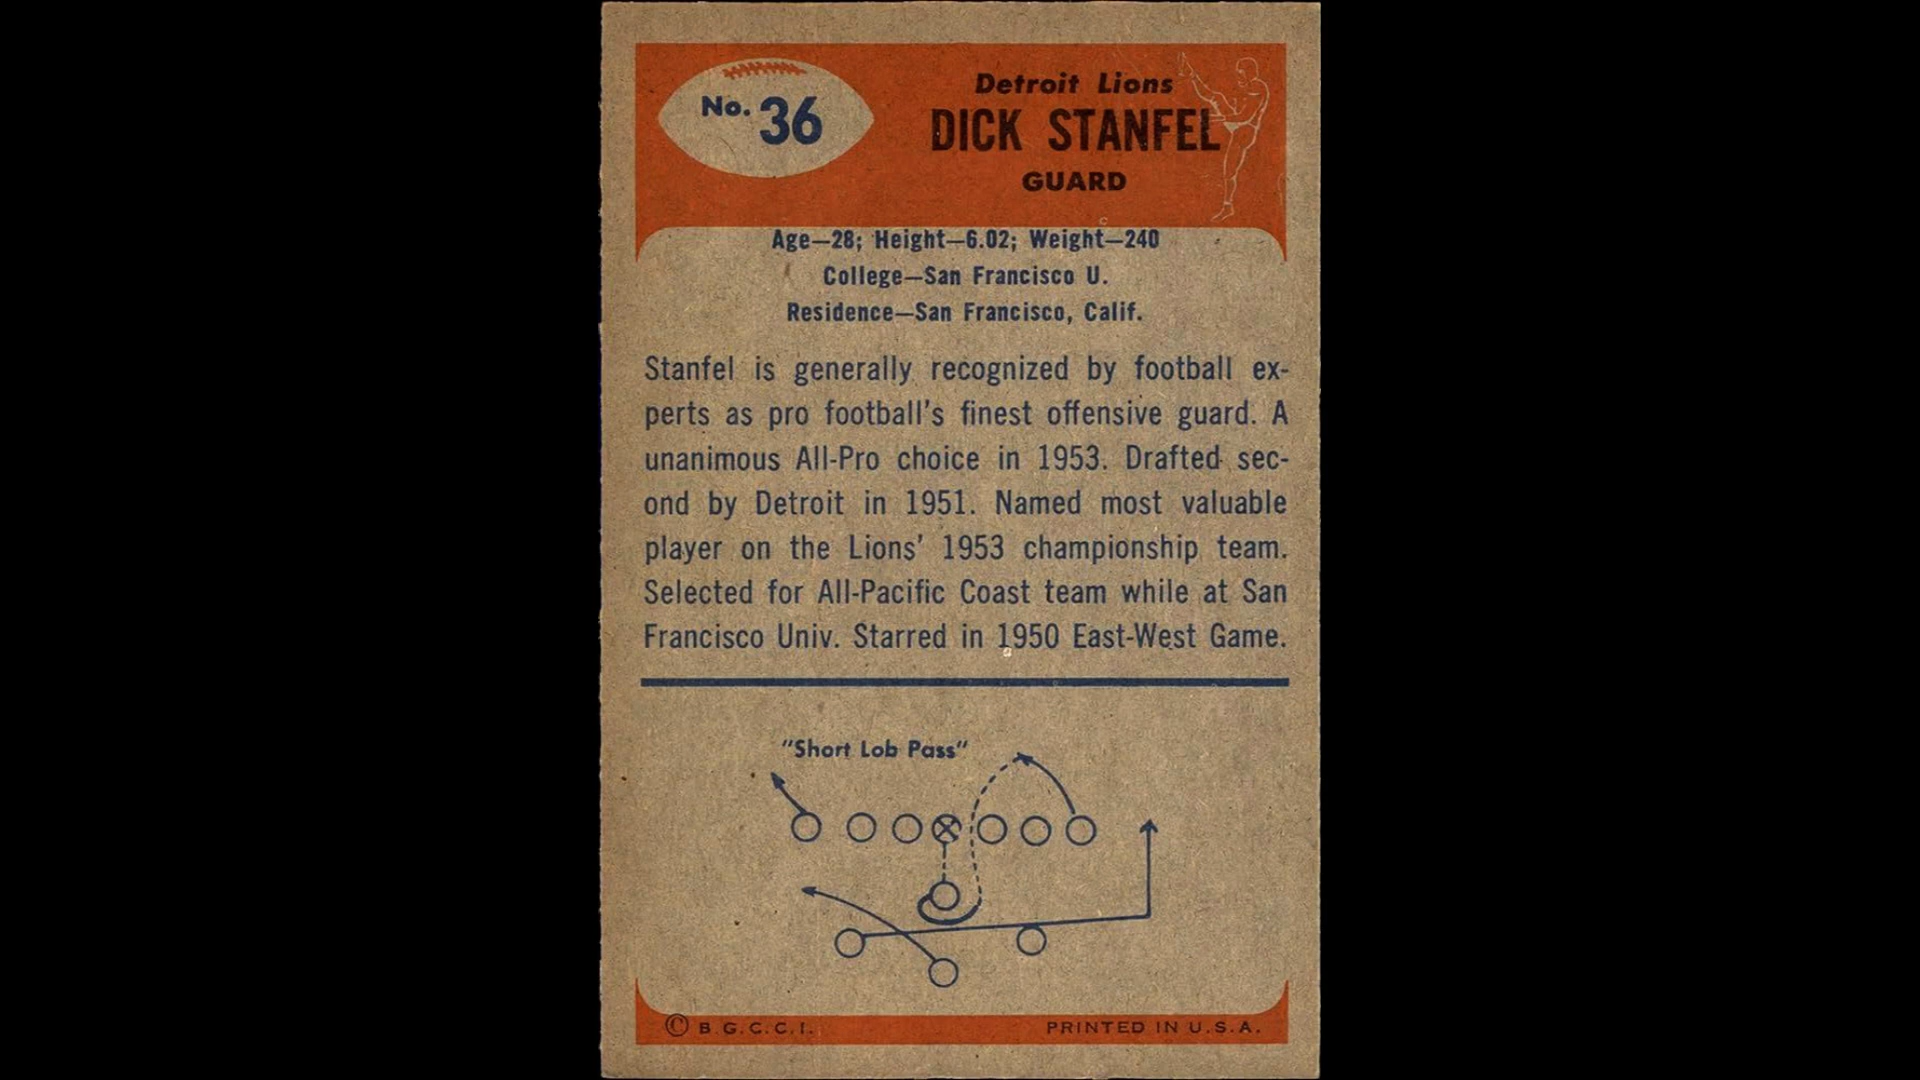 No. 36
Detroit Lions
DICK STANFEL
GUARD
Age—28; Height—6.02; Weight—240
College—San Francisco U.
Residence—San Francisco, Calif.
Stanfel is generally recognized by football ex-
perts as pro football's finest offensive guard. A
unanimous All-Pro choice in 1953. Drafted sec-
ond by Detroit in 1951. Named most valuable
player on the Lions' 1953 championship team.
Selected for All-Pacific Coast team while at San
Francisco Univ. Starred in 1950 East-West Game.
"Short Lob Pass"
© B.G.C.C.I. PRINTED IN U.S.A.